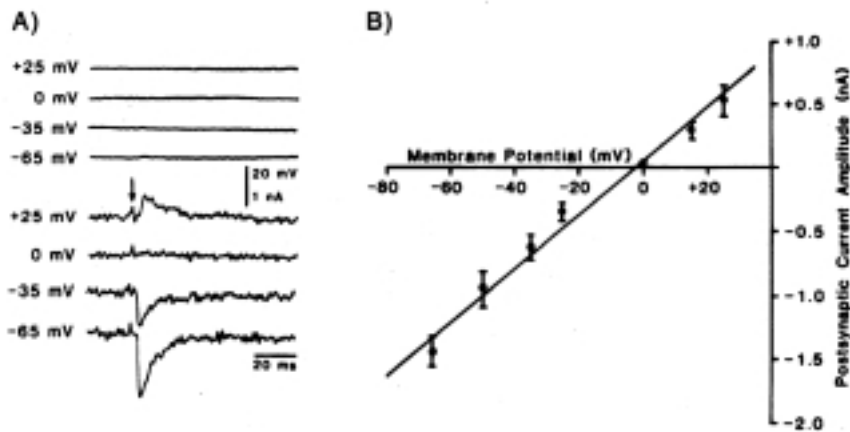 A)
+25 mV
0 mV
-35 mV
-65 mV
20 mV
1 nA
+25 mV
0 mV
-35 mV
-65 mV
20 ms
B)
+1.0
+0.5
Membrane Potential (mV)
-80
-60
-40
-20
0
+20
-0.5
-1.0
-1.5
-2.0
Postsynaptic Current Amplitude (nA)